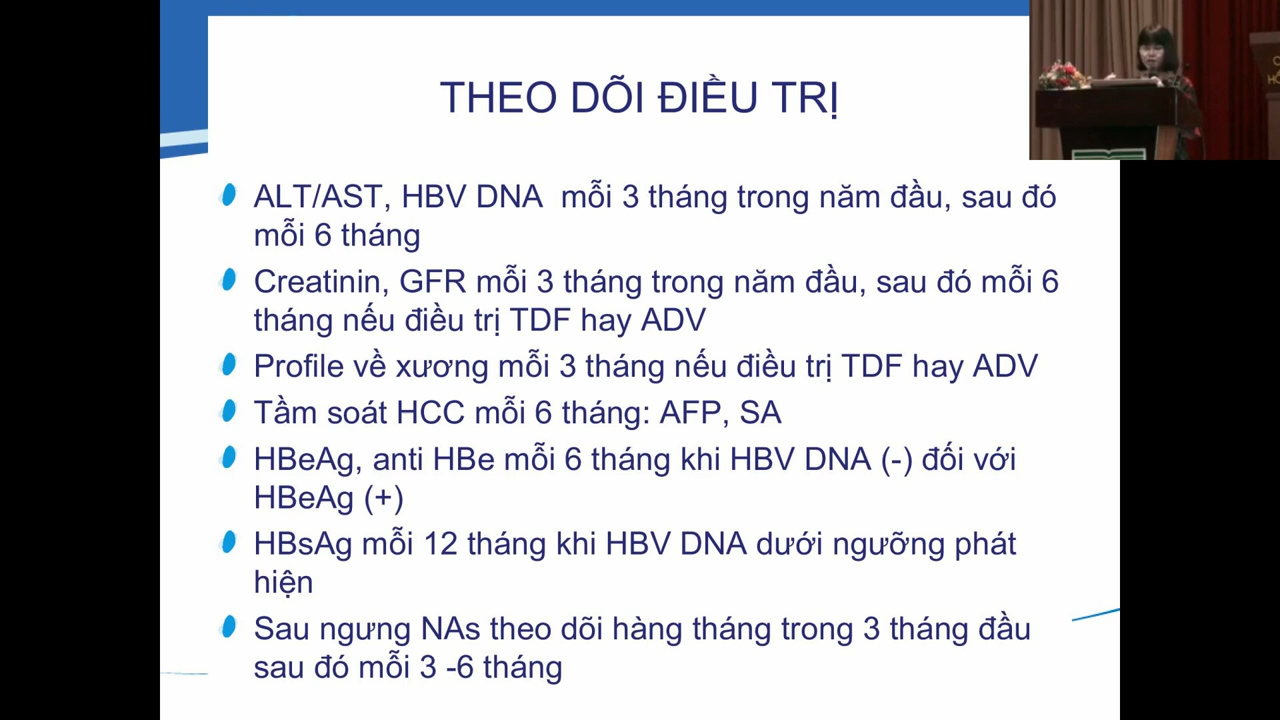 THEO DÕI ĐIỀU TRỊ
ALT/AST, HBV DNA mỗi 3 tháng trong năm đầu, sau đó
mỗi 6 tháng
Creatinin, GFR mỗi 3 tháng trong năm đầu, sau đó mỗi 6
tháng nếu điều trị TDF hay ADV
Profile về xương mỗi 3 tháng nếu điều trị TDF hay ADV
Tầm soát HCC mỗi 6 tháng: AFP, SA
HBeAg, anti HBe mỗi 6 tháng khi HBV DNA (-) đối với
HBeAg (+)
HBsAg mỗi 12 tháng khi HBV DNA dưới ngưỡng phát
hiện
Sau ngưng NAs theo dõi hàng tháng trong 3 tháng đầu
sau đó mỗi 3 -6 tháng